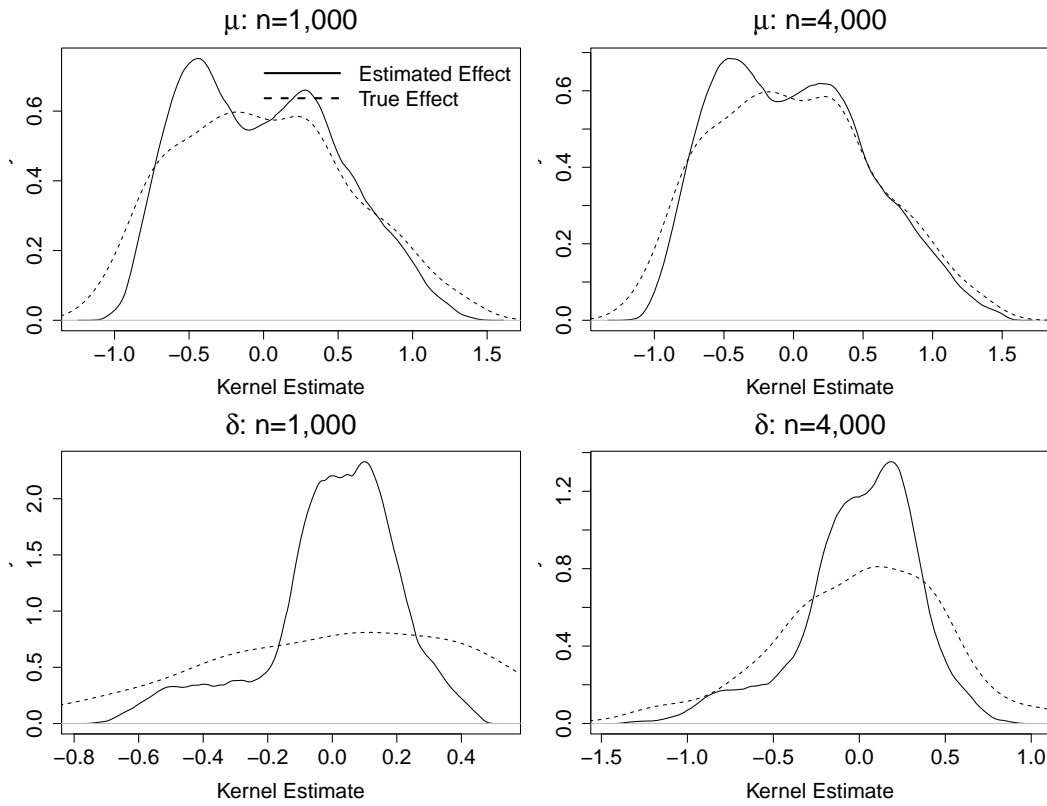 μ: n=1,000
0.0 0.2 0.4 0.6
Estimated Effect
True Effect
−1.0 −0.5 0.0 0.5 1.0 1.5
Kernel Estimate
μ: n=4,000
0.0 0.2 0.4 0.6
−1.0 −0.5 0.0 0.5 1.0 1.5
Kernel Estimate
δ: n=1,000
0.0 0.5 1.0 1.5 2.0
−0.8 −0.6 −0.4 −0.2 0.0 0.2 0.4
Kernel Estimate
δ: n=4,000
0.0 0.4 0.8 1.2
−1.5 −1.0 −0.5 0.0 0.5 1.0
Kernel Estimate